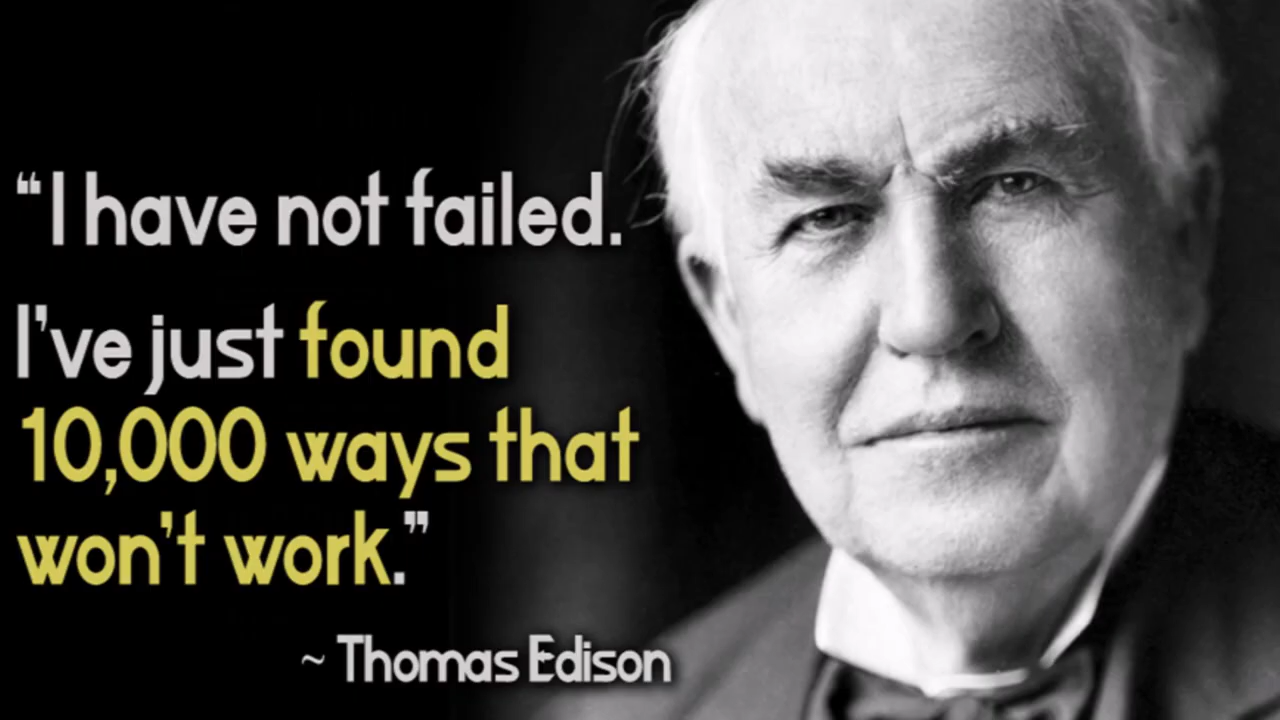 “I have not failed.
I’ve just found
10,000 ways that
won’t work.”
~ Thomas Edison